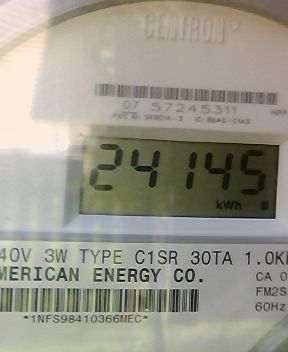 CENTRON®
07 57245311
24145
kWh
40V 3W TYPE C1SR 30TA 1.0K
MERICAN ENERGY CO.
CA 0
FM2S
60Hz
*1NFS98410366MEC*